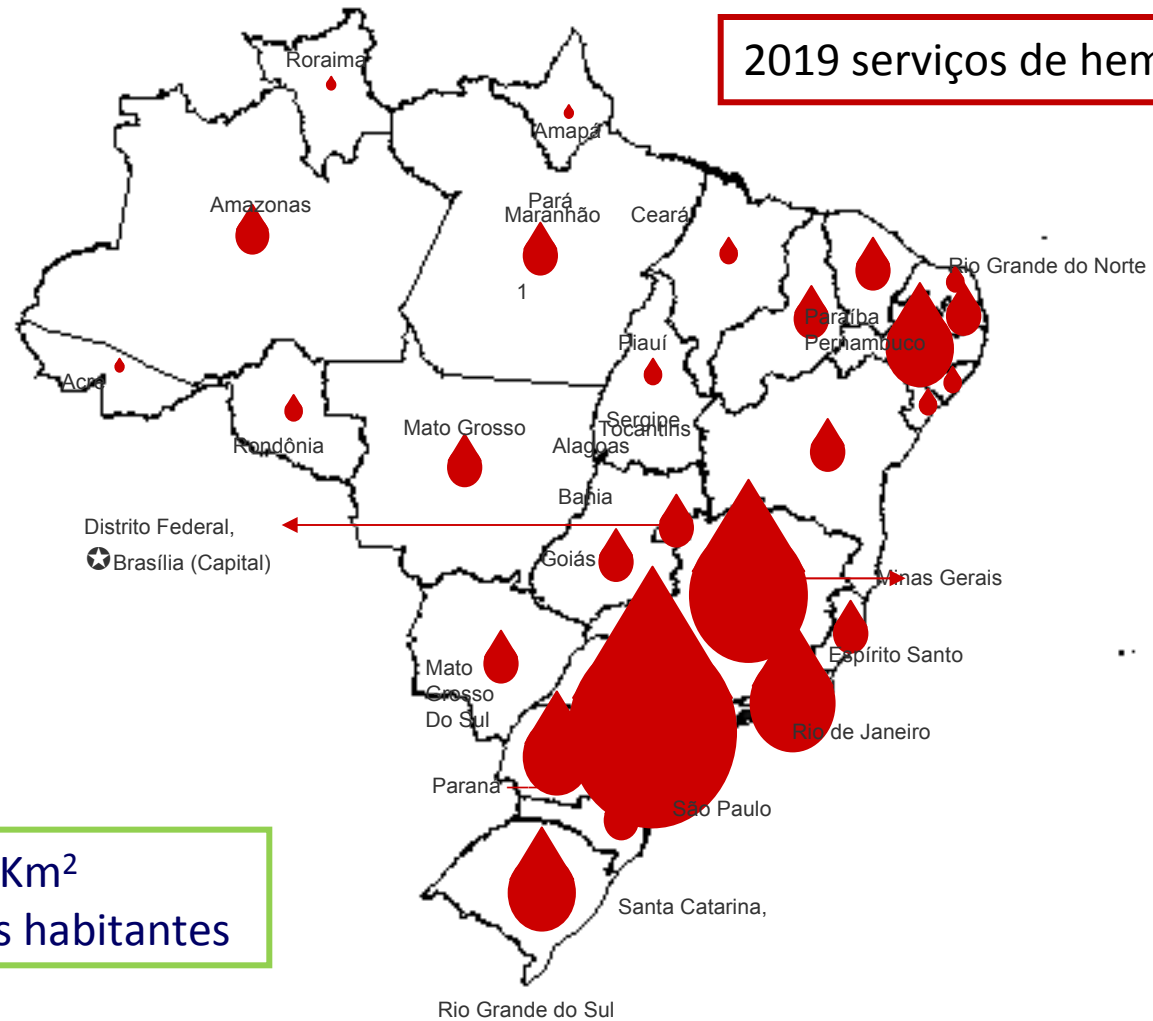 2019 serviços de hem
Roraima
Amapá
Amazonas
Pará
Maranhão
Ceará
1
Rio Grande do Norte
Paraíba
Pernambuco
Piauí
Acre
Sergipe
Tocantins
Mato Grosso
Alagoas
Rondônia
Bahia
Distrito Federal,
Brasília (Capital)
Goiás
Minas Gerais
Espírito Santo
Mato
Grosso
Do Sul
Rio de Janeiro
Paraná
São Paulo
Km²
s habitantes
Santa Catarina,
Rio Grande do Sul